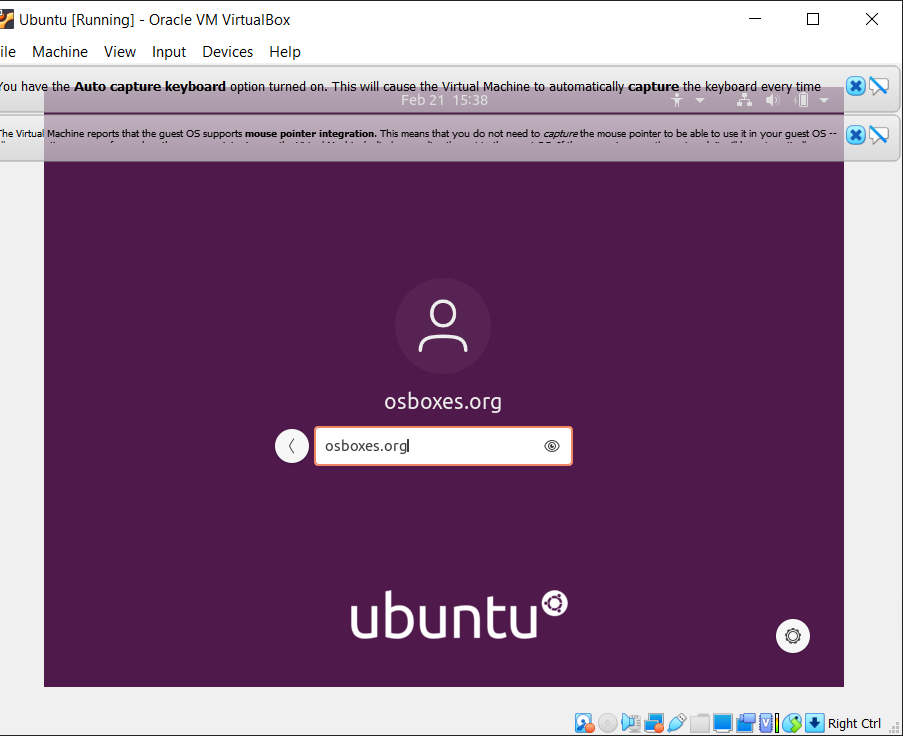 Ubuntu [Running] - Oracle VM VirtualBox
ile Machine View Input Devices Help
You have the Auto capture keyboard option turned on. This will cause the Virtual Machine to automatically capture the keyboard every time
Feb 21 15:38
The Virtual Machine reports that the guest OS supports mouse pointer integration. This means that you do not need to capture the mouse pointer to be able to use it in your guest OS --
osboxes.org
osboxes.org
ubuntu
V
Right Ctrl